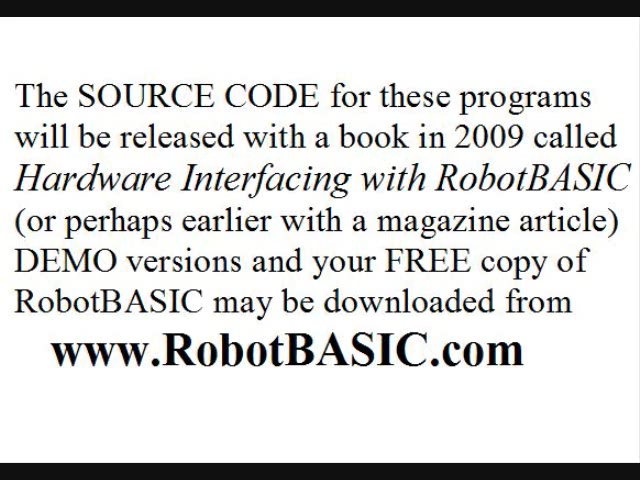 The SOURCE CODE for these programs
will be released with a book in 2009 called
Hardware Interfacing with RobotBASIC
(or perhaps earlier with a magazine article)
DEMO versions and your FREE copy of
RobotBASIC may be downloaded from
www.RobotBASIC.com